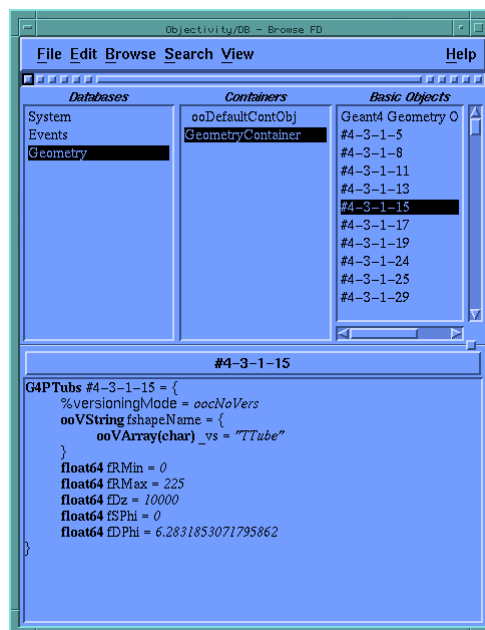 Objectivity/DB - Browse FD
File Edit Browse Search View Help
Databases Containers Basic Objects
System ooDefaultContObj Geant4 Geometry O
Events GeometryContainer #4-3-1-5
Geometry #4-3-1-8
#4-3-1-11
#4-3-1-13
#4-3-1-15
#4-3-1-17
#4-3-1-19
#4-3-1-24
#4-3-1-25
#4-3-1-29
#4-3-1-15
G4PTubs #4-3-1-15 = {
%versioningMode = oocNoVers
ooVString fshapeName = {
ooVArray(char) _vs = "TTube"
}
float64 fRMin = 0
float64 fRMax = 225
float64 fDz = 10000
float64 fSPhi = 0
float64 fDPhi = 6.2831853071795862
}